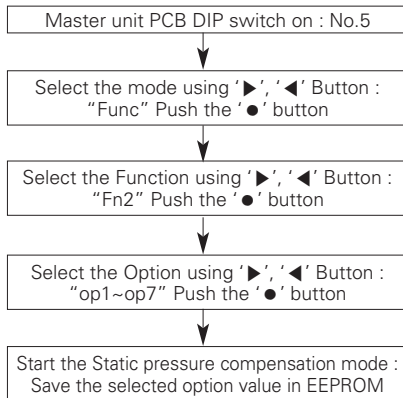 Master unit PCB DIP switch on : No.5
Select the mode using ‘▶’, ‘◀’ Button :
“Func” Push the ‘●’ button
Select the Function using ‘▶’, ‘◀’ Button :
“Fn2” Push the ‘●’ button
Select the Option using ‘▶’, ‘◀’ Button :
“op1~op7” Push the ‘●’ button
Start the Static pressure compensation mode :
Save the selected option value in EEPROM